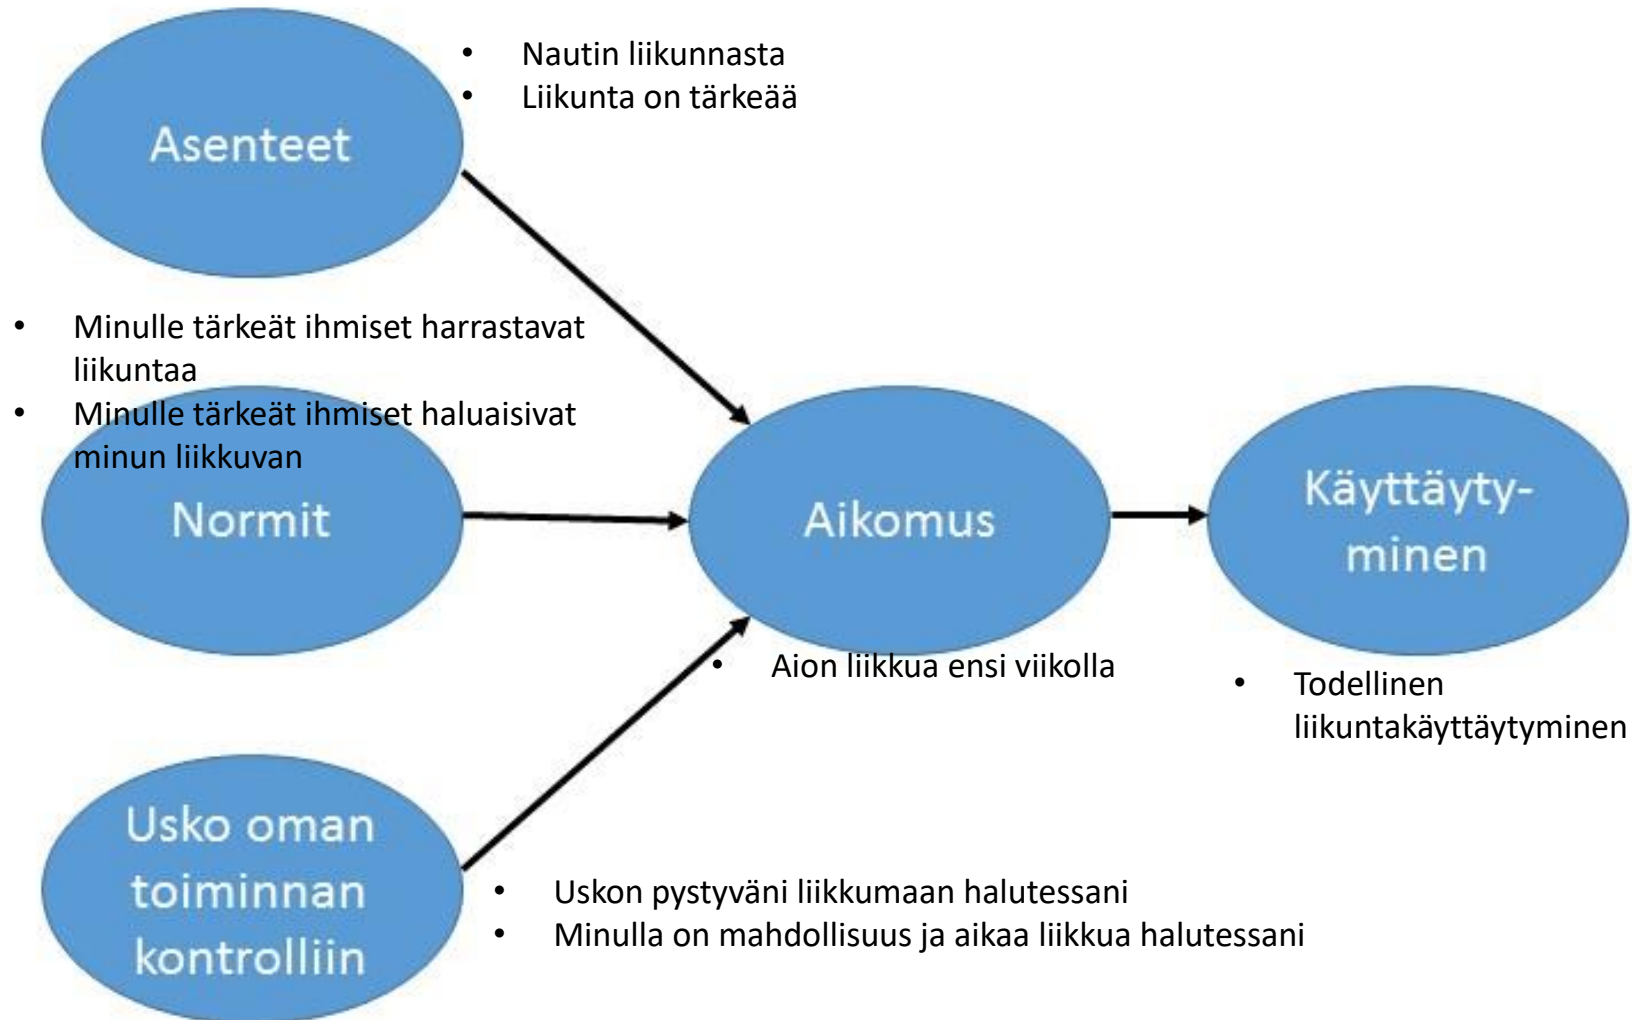 • Nautin liikunnasta
• Liikunta on tärkeää
Asenteet
• Minulle tärkeät ihmiset harrastavat
liikuntaa
• Minulle tärkeät ihmiset haluaisivat
minun liikkuvan
Normit
Aikomus
Käyttäyty-
minen
• Aion liikkua ensi viikolla
• Todellinen
liikuntakäyttäytyminen
Usko oman
toiminnan
kontrolliin
• Uskon pystyväni liikkumaan halutessani
• Minulla on mahdollisuus ja aikaa liikkua halutessani